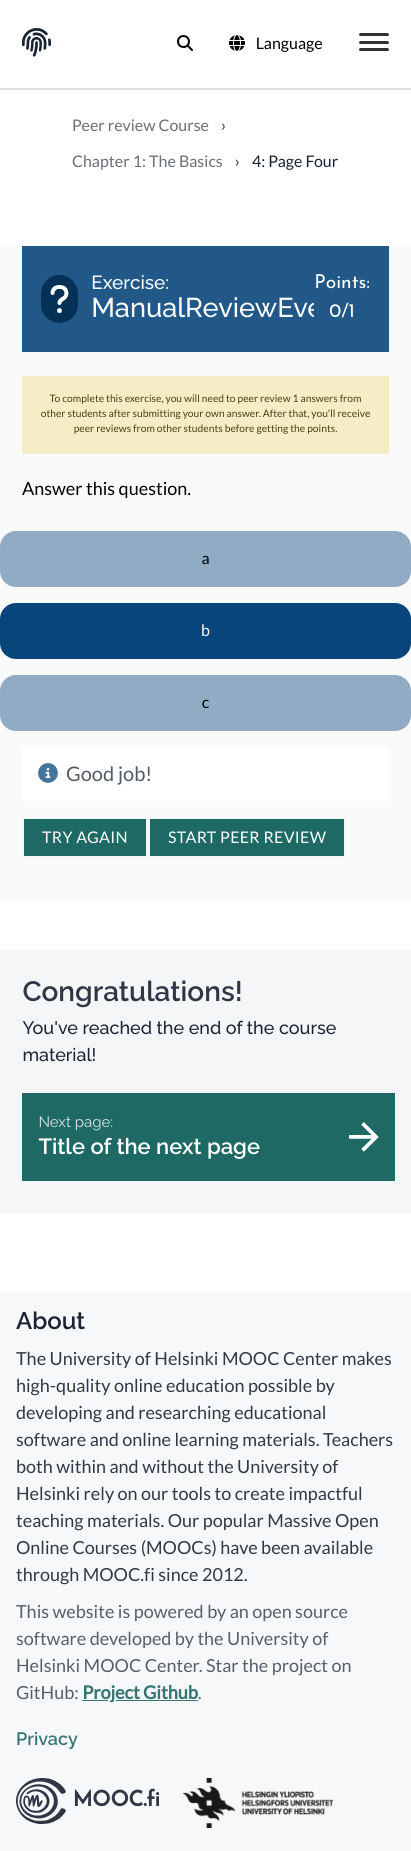 Language
Peer review Course ›
Chapter 1: The Basics › 4: Page Four
Exercise:
Points:
ManualReviewEve
0/1
To complete this exercise, you will need to peer review 1 answers from
other students after submitting your own answer. After that, you'll receive
peer reviews from other students before getting the points.
Answer this question.
a
b
c
Good job!
TRY AGAIN START PEER REVIEW
Congratulations!
You've reached the end of the course
material!
Next page:
Title of the next page
About
The University of Helsinki MOOC Center makes
high-quality online education possible by
developing and researching educational
software and online learning materials. Teachers
both within and without the University of
Helsinki rely on our tools to create impactful
teaching materials. Our popular Massive Open
Online Courses (MOOCs) have been available
through MOOC.fi since 2012.
This website is powered by an open source
software developed by the University of
Helsinki MOOC Center. Star the project on
GitHub: Project Github.
Privacy
MOOC.fi
HELSINGIN YLIOPISTO
HELSINGFORS UNIVERSITET
UNIVERSITY OF HELSINKI